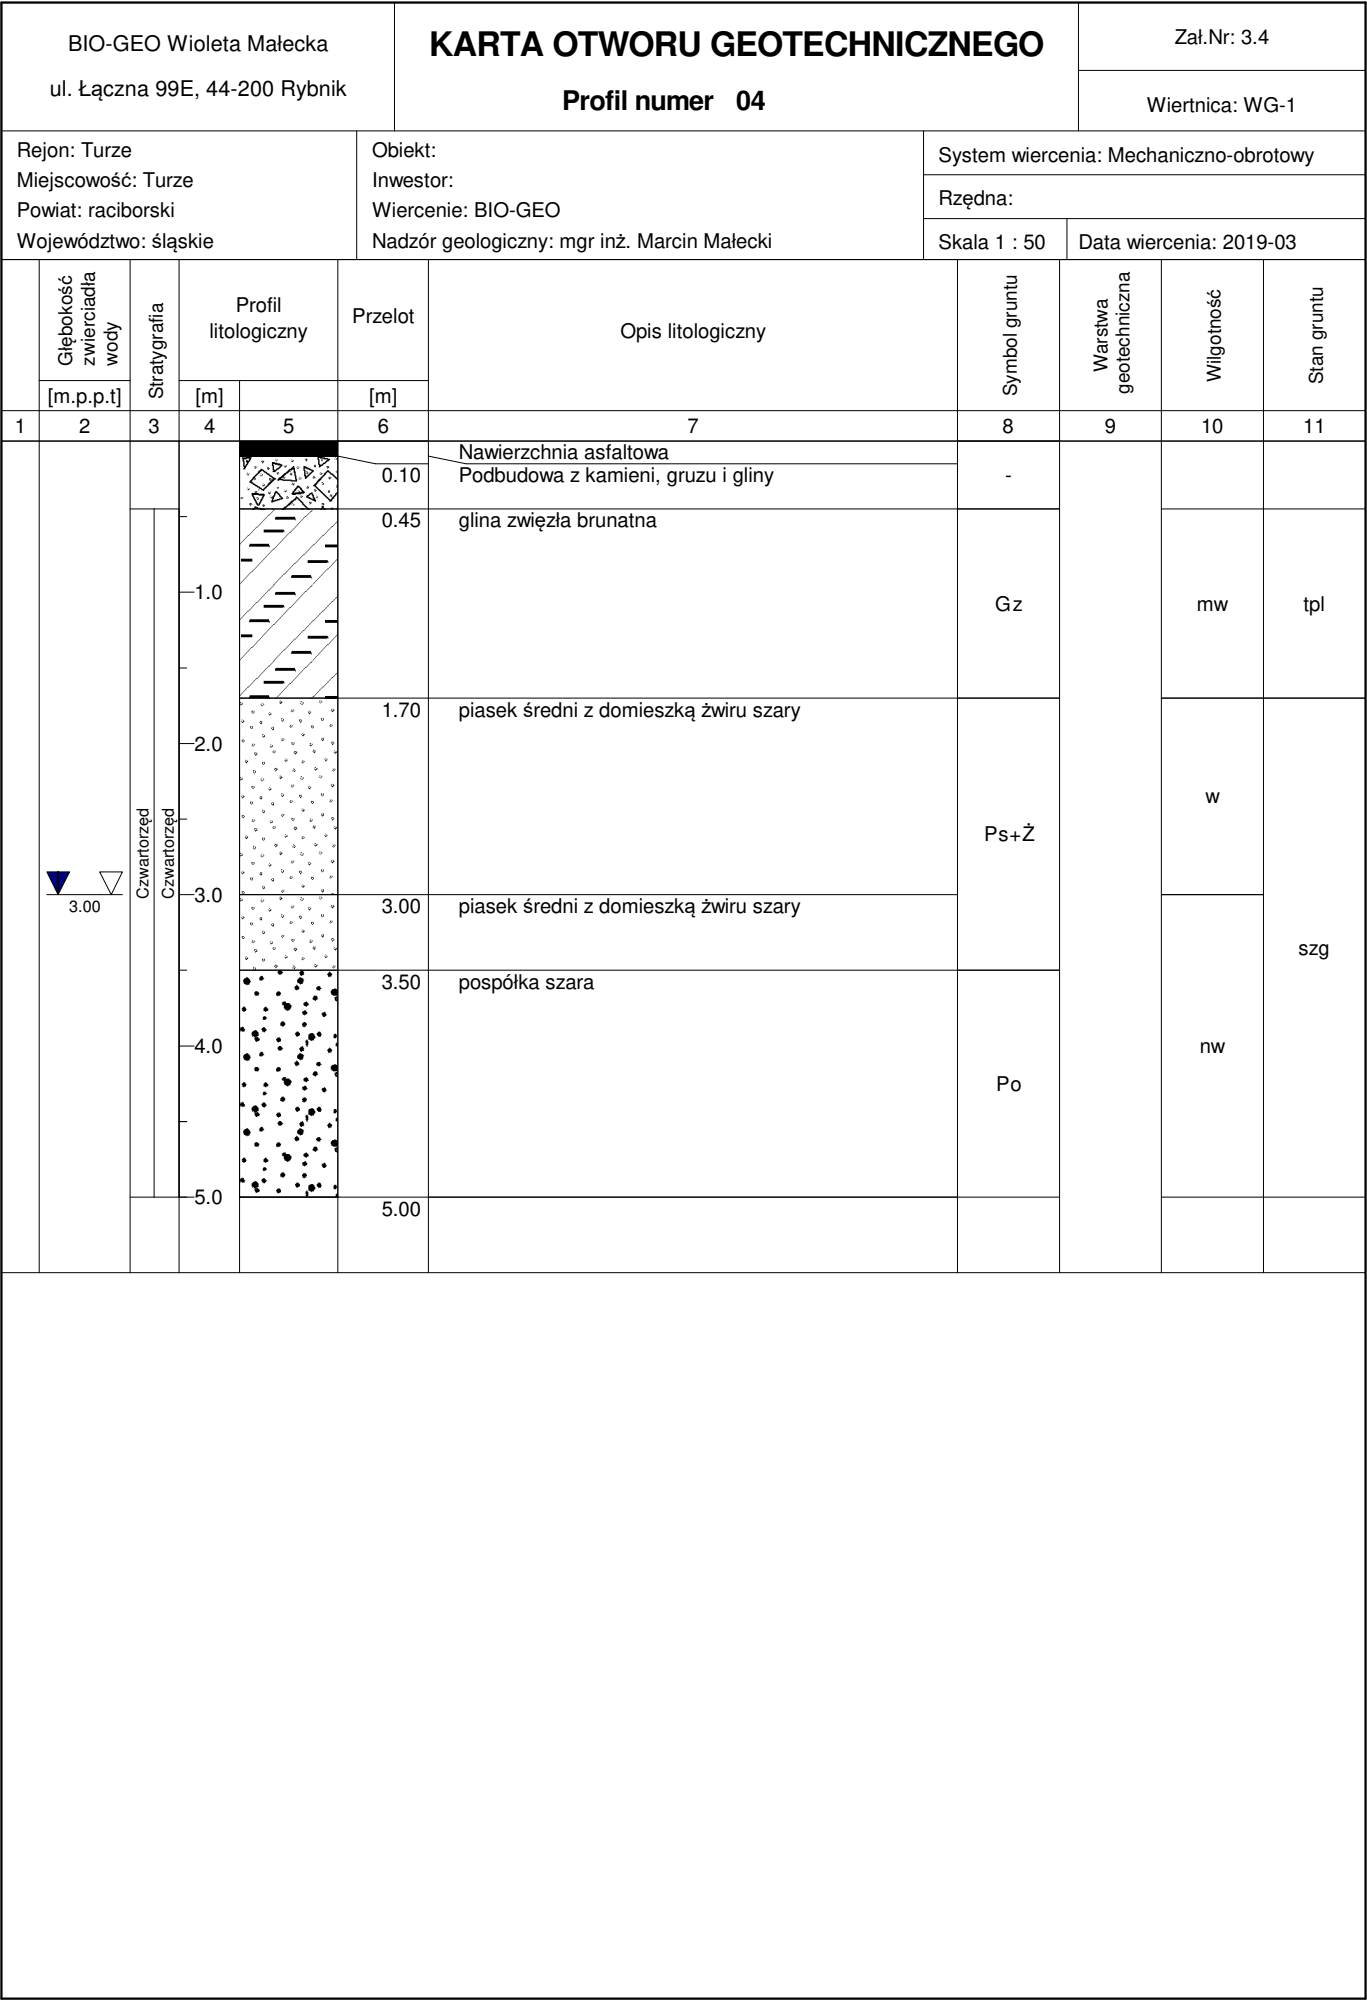 BIO-GEO Wioleta Małecka
ul. Łączna 99E, 44-200 Rybnik
KARTA OTWORU GEOTECHNICZNEGO
Profil numer 04
Zał.Nr: 3.4
Wiertnica: WG-1
Rejon: Turze
Miejscowość: Turze
Powiat: raciborski
Województwo: śląskie
Obiekt:
Inwestor:
Wiercenie: BIO-GEO
Nadzór geologiczny: mgr inż. Marcin Małecki
System wiercenia: Mechaniczno-obrotowy
Rzędna:
Skala 1 : 50
Data wiercenia: 2019-03
Głębokość
zwierciadła
wody
[m.p.p.t]
Stratygrafia
Profil
litologiczny
[m]
Przelot
[m]
Opis litologiczny
Symbol gruntu
Warstwa
geotechniczna
Wilgotność
Stan gruntu
1 2 3 4 5 6 7 8 9 10 11
Nawierzchnia asfaltowa
0.10 Podbudowa z kamieni, gruzu i gliny -
0.45 glina zwięzła brunatna
1.0
Gz mw tpl
1.70 piasek średni z domieszką żwiru szary
2.0
w
Ps+Ż
Czwartorzęd
Czwartorzęd
3.0
3.00
3.00 piasek średni z domieszką żwiru szary
szg
3.50 pospółka szara
4.0
nw
Po
5.0
5.00